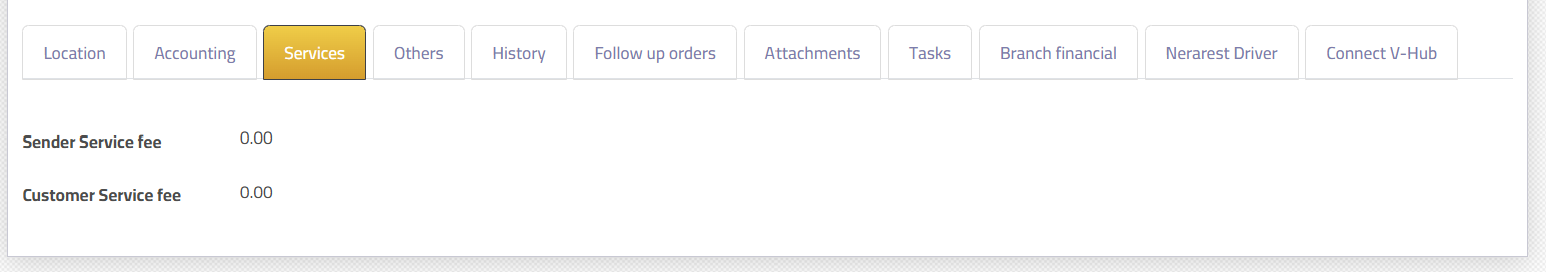 Location Accounting Services Others History Follow up orders Attachments Tasks Branch financial Nerarest Driver Connect V-Hub
Sender Service fee 0.00
Customer Service fee 0.00